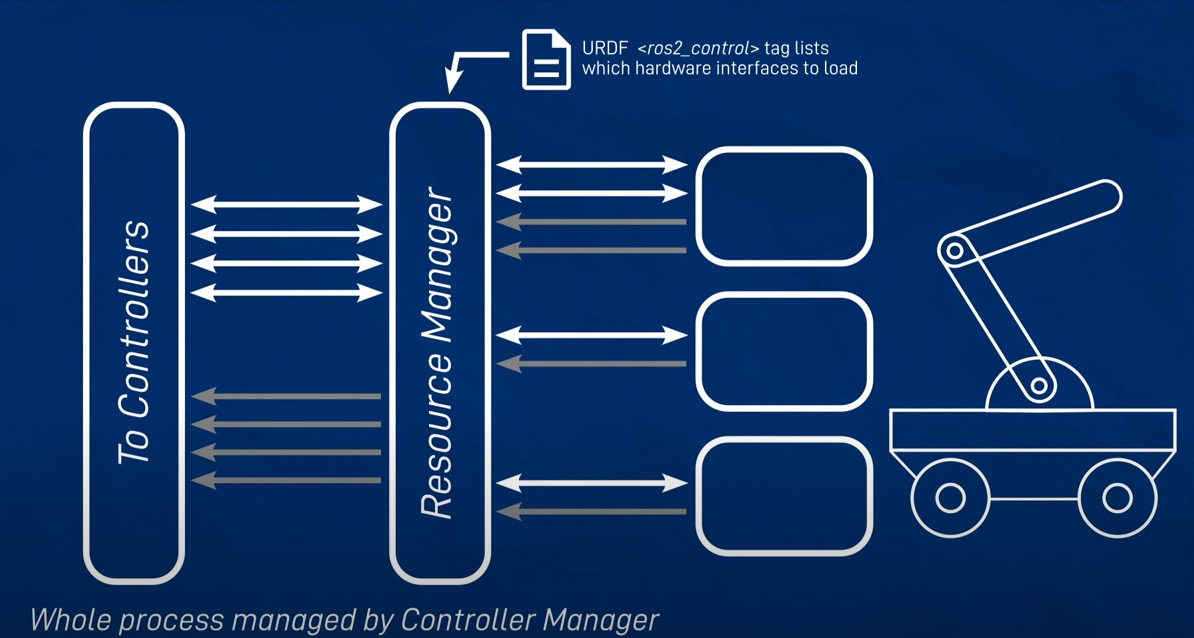 URDF <ros2_control> tag lists
which hardware interfaces to load
To Controllers
Resource Manager
Whole process managed by Controller Manager